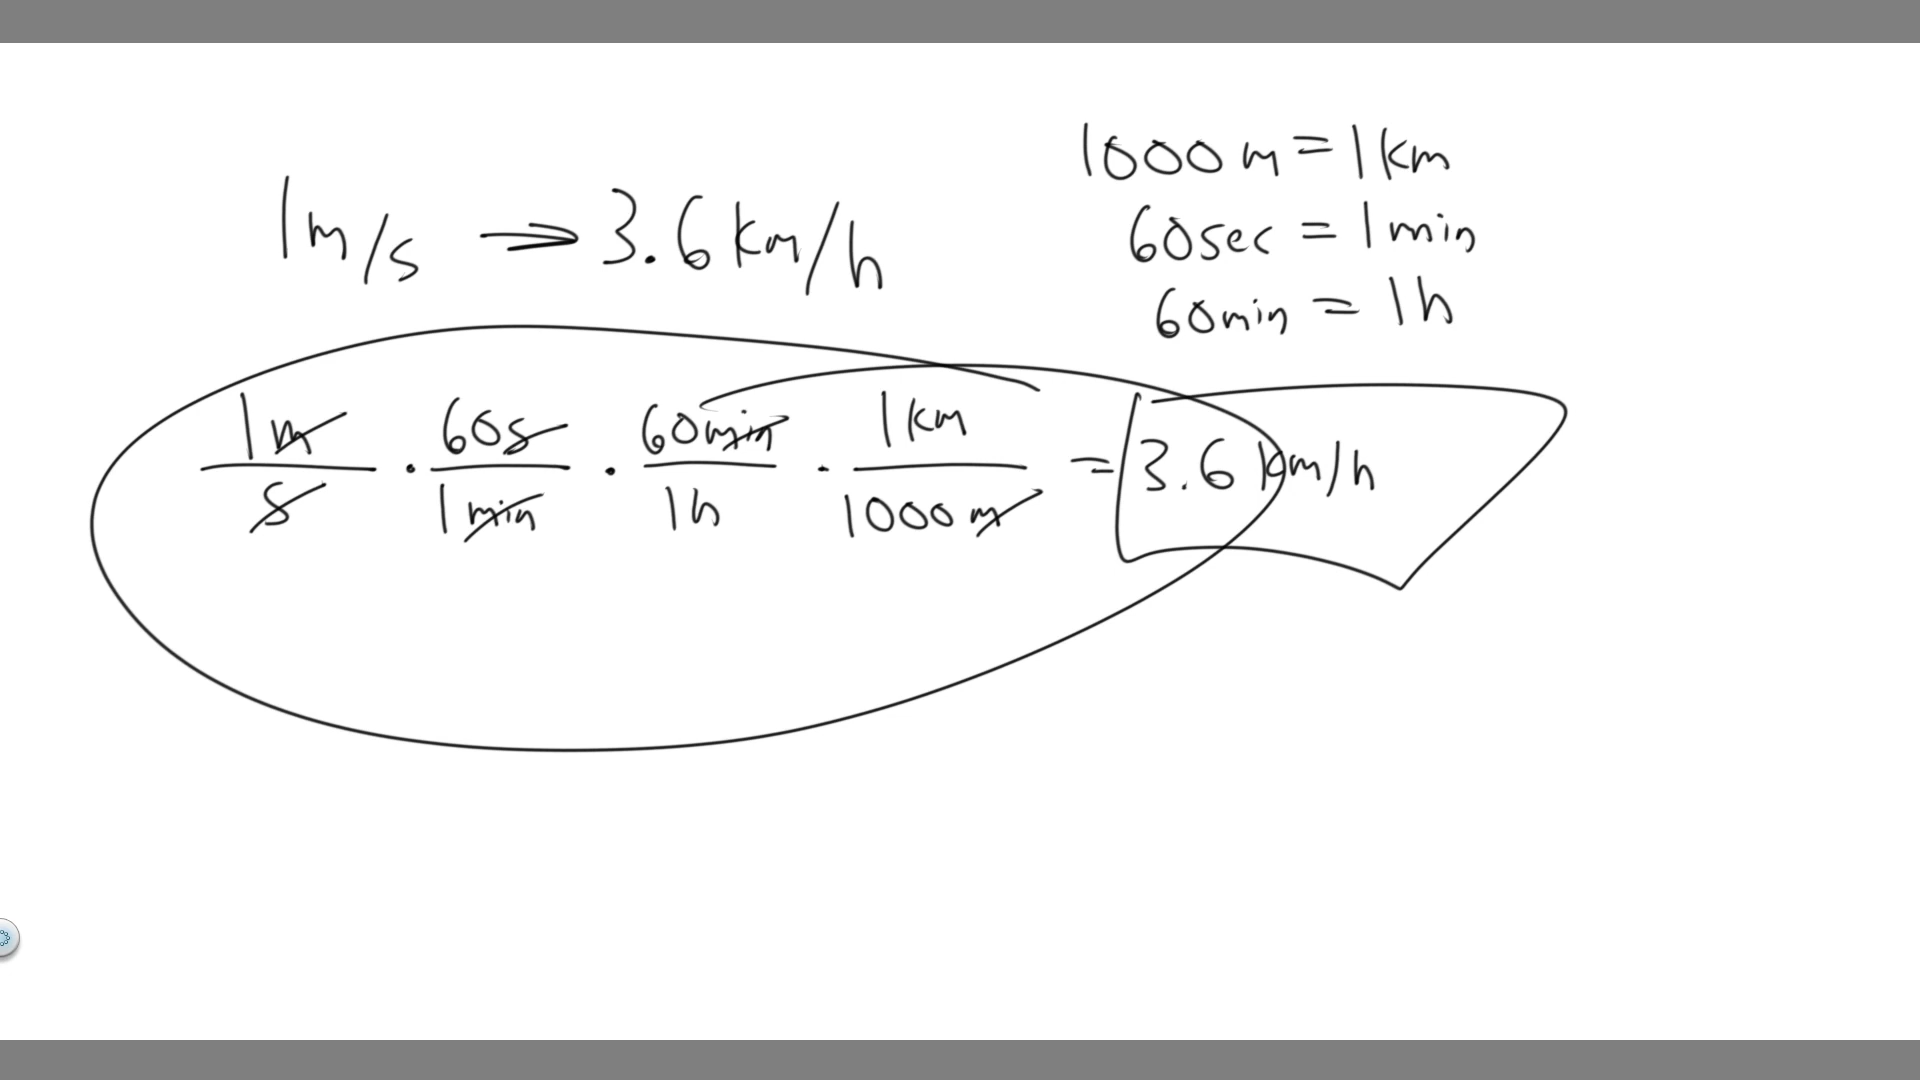 1m/s ⇒ 3.6 km/h
1000 m = 1 km
60sec = 1 min
60min = 1h
1m/s · 60s/1min · 60min/1h · 1km/1000m = 3.6 km/h